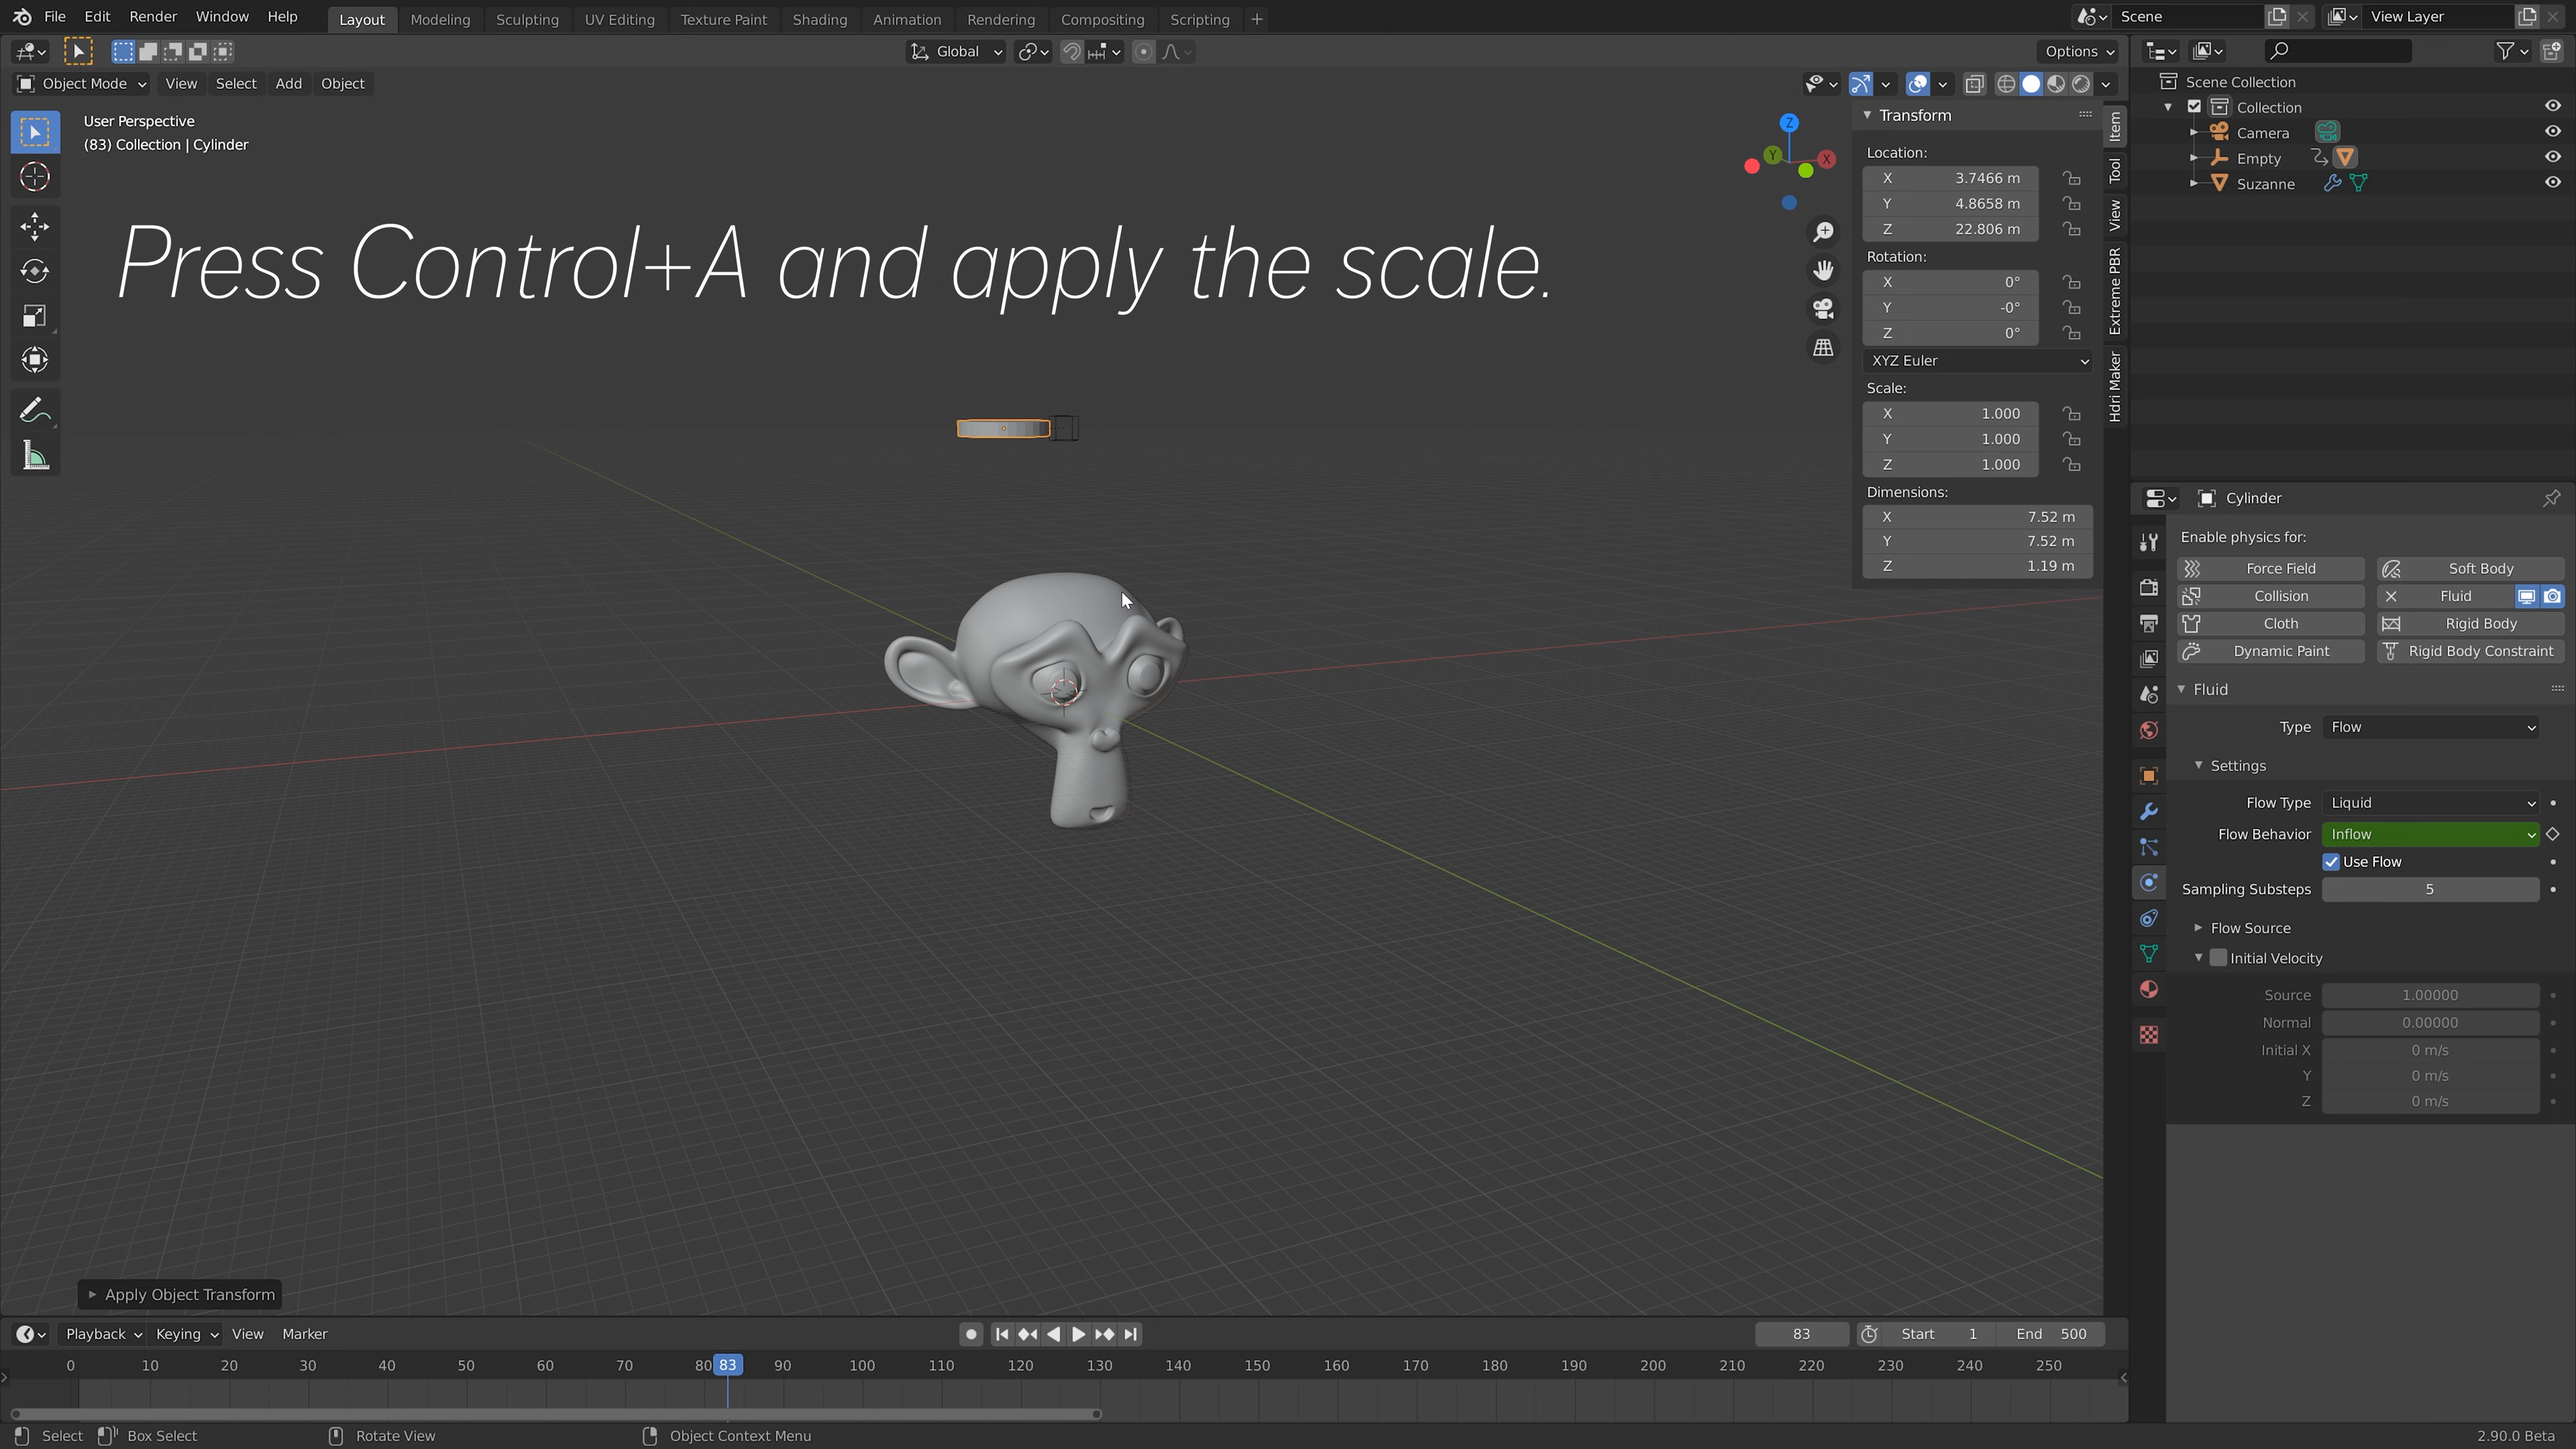 File Edit Render Window Help Layout Modeling Sculpting UV Editing Texture Paint Shading Animation Rendering Compositing Scripting + Scene View Layer
Global Options
Object Mode View Select Add Object
User Perspective
(83) Collection | Cylinder
Press Control+A and apply the scale.
Z
Y
X
Transform
Location:
X 3.7466 m
Y 4.8658 m
Z 22.806 m
Rotation:
X 0°
Y -0°
Z 0°
XYZ Euler
Scale:
X 1.000
Y 1.000
Z 1.000
Dimensions:
X 7.52 m
Y 7.52 m
Z 1.19 m
Item
Tool
View
Extreme PBR
Hdri Maker
Scene Collection
Collection
Camera
Empty
Suzanne
Cylinder
Enable physics for:
Force Field Soft Body
Collision Fluid
Cloth Rigid Body
Dynamic Paint Rigid Body Constraint
Fluid
Type Flow
Settings
Flow Type Liquid
Flow Behavior Inflow
Use Flow
Sampling Substeps 5
Flow Source
Initial Velocity
Source 1.00000
Normal 0.00000
Initial X 0 m/s
Y 0 m/s
Z 0 m/s
Apply Object Transform
Playback Keying View Marker 83 Start 1 End 500
0 10 20 30 40 50 60 70 80 83 90 100 110 120 130 140 150 160 170 180 190 200 210 220 230 240 250
Select Box Select Rotate View Object Context Menu 2.90.0 Beta